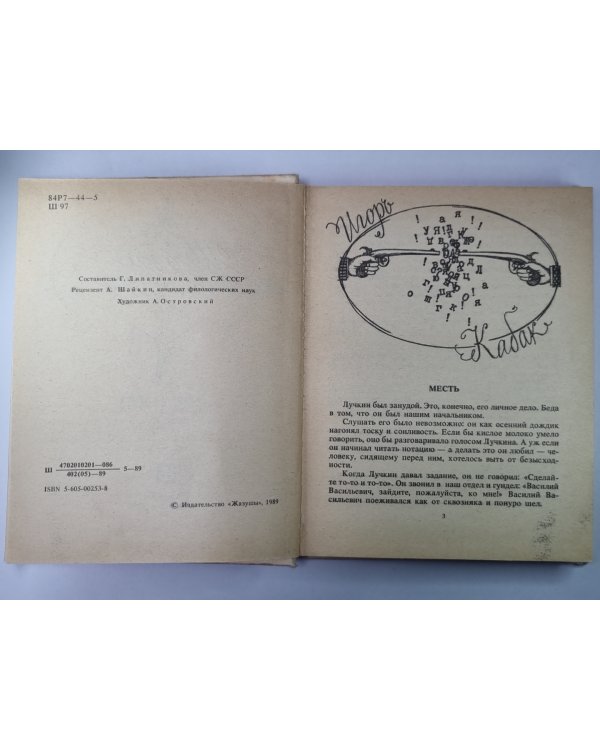 84Р7—44—5
Ш 97
Составитель Г. Липатникова, член СЖ СССР
Рецензент А. Шайкин, кандидат филологических наук
Художник А. Островский
Ш 4702010201—086 5—89
402(05)—89
ISBN 5-605-00253-8
© Издательство «Жазушы», 1989
Игорь
Кабак
МЕСТЬ
Лучкин был занудой. Это, конечно, его личное дело. Беда
в том, что он был нашим начальником.
Слушать его было невозможно: он как осенний дождик
нагонял тоску и сонливость. Если бы кислое молоко умело
говорить, оно бы разговаривало голосом Лучкина. А уж если
он начинал читать нотацию — а делать это он любил — че-
ловеку, сидящему перед ним, хотелось выть от безысход-
ности.
Когда Лучкин давал задание, он не говорил: «Сделай-
те то-то и то-то». Он звонил в наш отдел и гундел: «Василий
Васильевич, зайдите, пожалуйста, ко мне!» Василий Ва-
сильевич поеживался как от сквозняка и понуро шел.
3